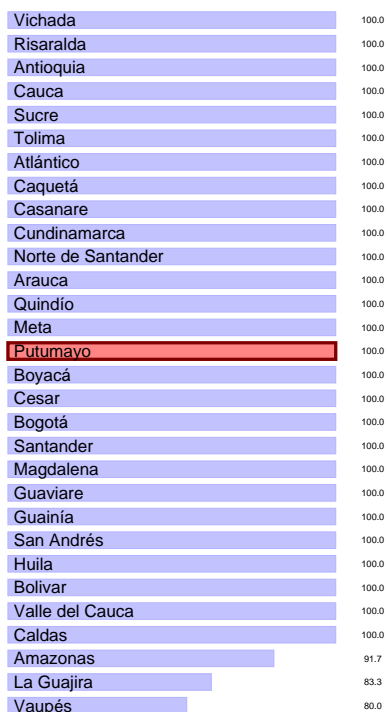 Vichada 100.0
Risaralda 100.0
Antioquia 100.0
Cauca 100.0
Sucre 100.0
Tolima 100.0
Atlántico 100.0
Caquetá 100.0
Casanare 100.0
Cundinamarca 100.0
Norte de Santander 100.0
Arauca 100.0
Quindío 100.0
Meta 100.0
Putumayo 100.0
Boyacá 100.0
Cesar 100.0
Bogotá 100.0
Santander 100.0
Magdalena 100.0
Guaviare 100.0
Guainía 100.0
San Andrés 100.0
Huila 100.0
Bolivar 100.0
Valle del Cauca 100.0
Caldas 100.0
Amazonas 91.7
La Guajira 83.3
Vaupés 80.0